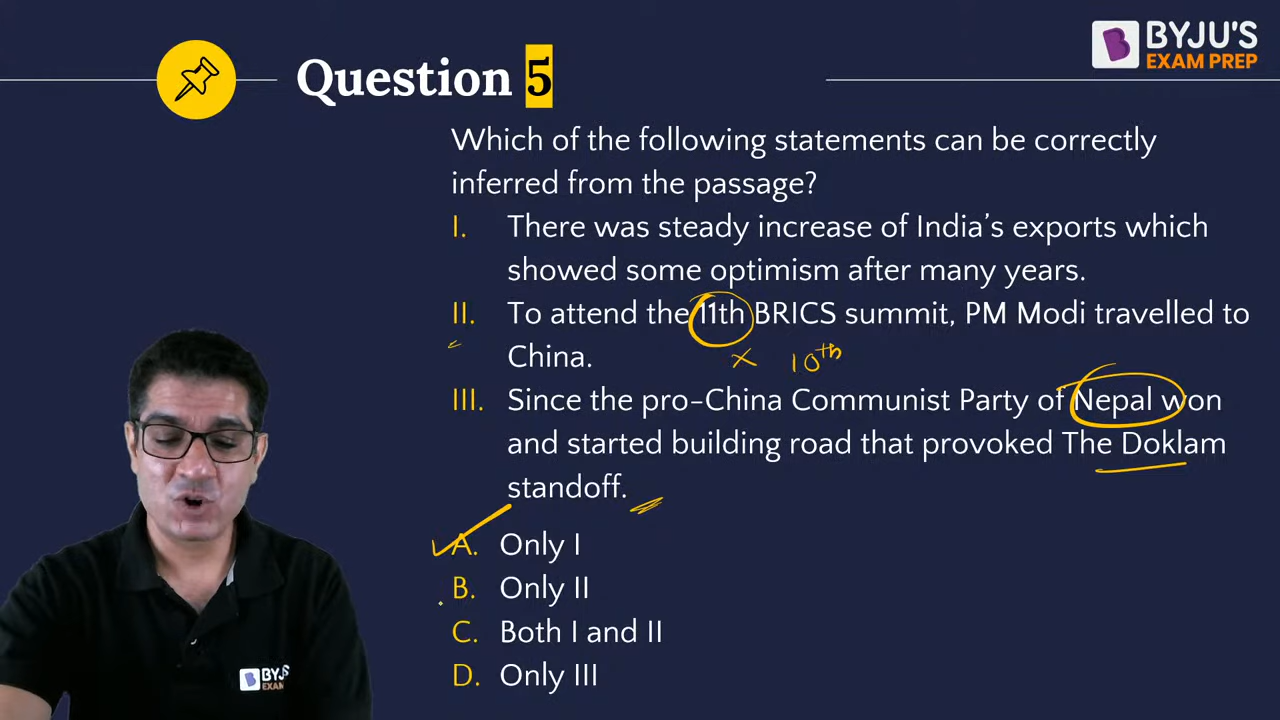 BYJU'S
EXAM PREP
Question 5
Which of the following statements can be correctly
inferred from the passage?
I. There was steady increase of India's exports which
showed some optimism after many years.
II. To attend the 11th BRICS summit, PM Modi travelled to
China. × 10th
III. Since the pro-China Communist Party of Nepal won
and started building road that provoked The Doklam
standoff.
A. Only I
B. Only II
C. Both I and II
D. Only III
BYJU'S
EXAM